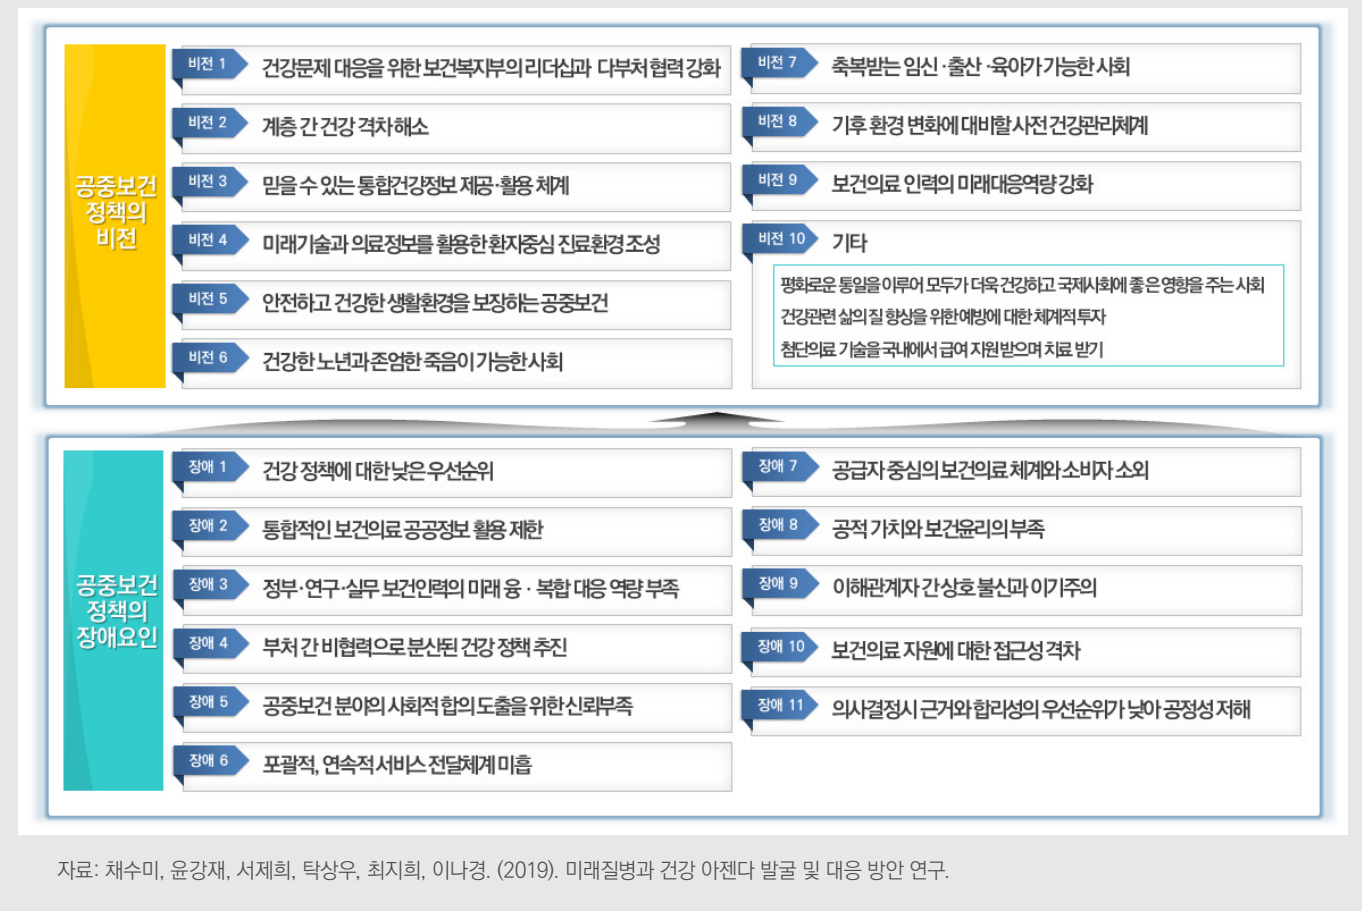 공중보건
정책의
비전
비전 1
건강문제 대응을 위한 보건복지부의 리더십과 다부처 협력 강화
비전 2
계층 간 건강 격차 해소
비전 3
믿을 수 있는 통합건강정보 제공·활용 체계
비전 4
미래기술과 의료정보를 활용한 환자중심 진료환경 조성
비전 5
안전하고 건강한 생활환경을 보장하는 공중보건
비전 6
건강한 노년과 존엄한 죽음이 가능한 사회
비전 7
축복받는 임신·출산·육아가 가능한 사회
비전 8
기후 환경 변화에 대비할 사전 건강관리체계
비전 9
보건의료 인력의 미래대응역량 강화
비전 10
기타
평화로운 통일을 이루어 모두가 더욱 건강하고 국제사회에 좋은 영향을 주는 사회
건강관련 삶의 질 향상을 위한 예방에 대한 체계적 투자
첨단의료 기술을 국내에서 급여 지원 받으며 치료 받기
공중보건
정책의
장애요인
장애 1
건강 정책에 대한 낮은 우선순위
장애 2
통합적인 보건의료 공공정보 활용 제한
장애 3
정부·연구·실무 보건인력의 미래 융·복합 대응 역량 부족
장애 4
부처 간 비협력으로 분산된 건강 정책 추진
장애 5
공중보건 분야의 사회적 합의 도출을 위한 신뢰부족
장애 6
포괄적, 연속적 서비스 전달체계 미흡
장애 7
공급자 중심의 보건의료 체계와 소비자 소외
장애 8
공적 가치와 보건윤리의 부족
장애 9
이해관계자 간 상호 불신과 이기주의
장애 10
보건의료 자원에 대한 접근성 격차
장애 11
의사결정시 근거와 합리성의 우선순위가 낮아 공정성 저해
자료: 채수미, 윤강재, 서제희, 탁상우, 최지희, 이나경. (2019). 미래질병과 건강 아젠다 발굴 및 대응 방안 연구.